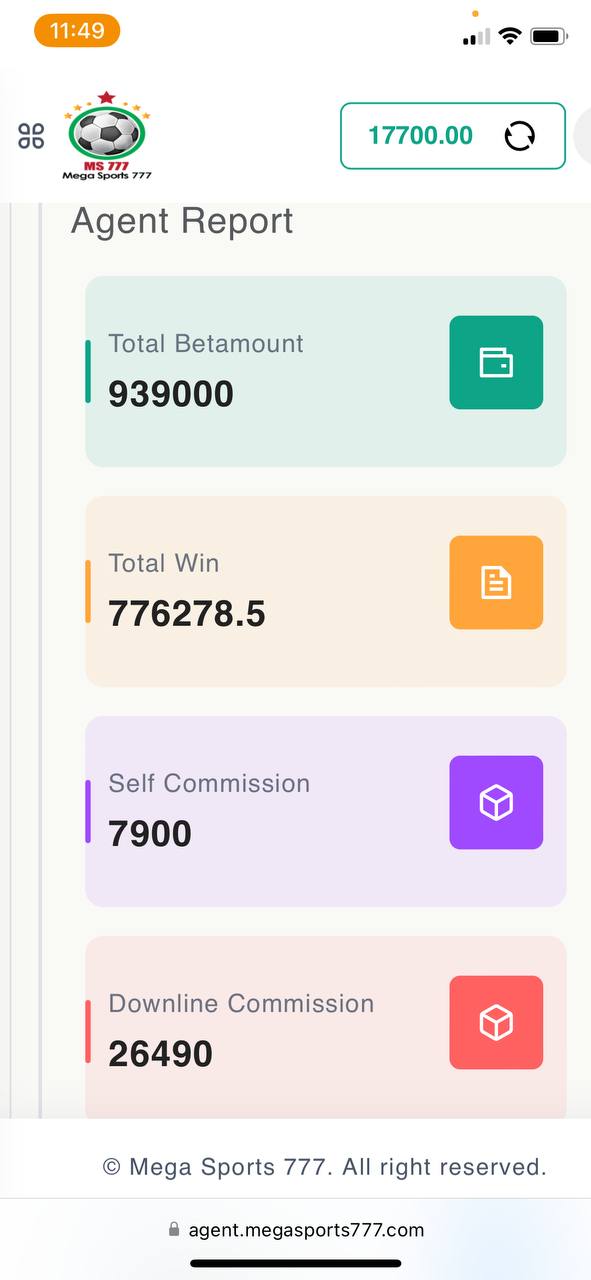 11:49
MS 777
Mega Sports 777
17700.00
Agent Report
Total Betamount
939000
Total Win
776278.5
Self Commission
7900
Downline Commission
26490
© Mega Sports 777. All right reserved.
agent.megasports777.com